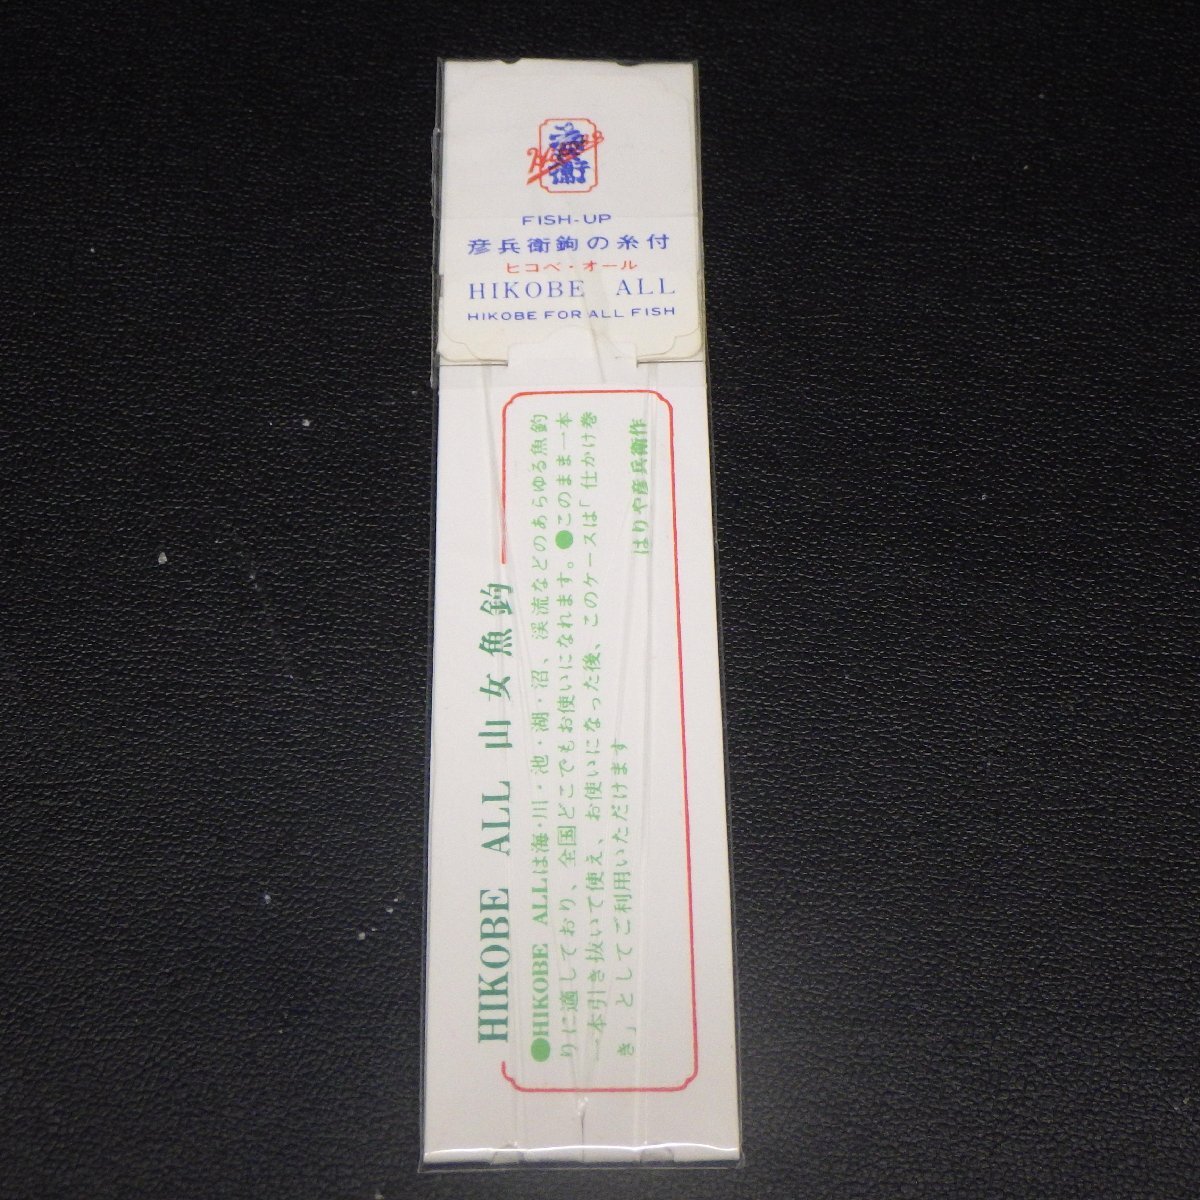 彦兵衛
FISH-UP
彦兵衛鉤の糸付
ヒコベ・オール
HIKOBE ALL
HIKOBE FOR ALL FISH
HIKOBE ALL 山女魚釣
●HIKOBE ALLは海・川・池・湖・沼、渓流などのあらゆる魚釣
りに適しており、全国どこでもお使いになれます。●このまま一本
一本引き抜いて使え、お使いになった後、このケースは「仕かけ巻
き」としてご利用いただけます
はりや彦兵衛作